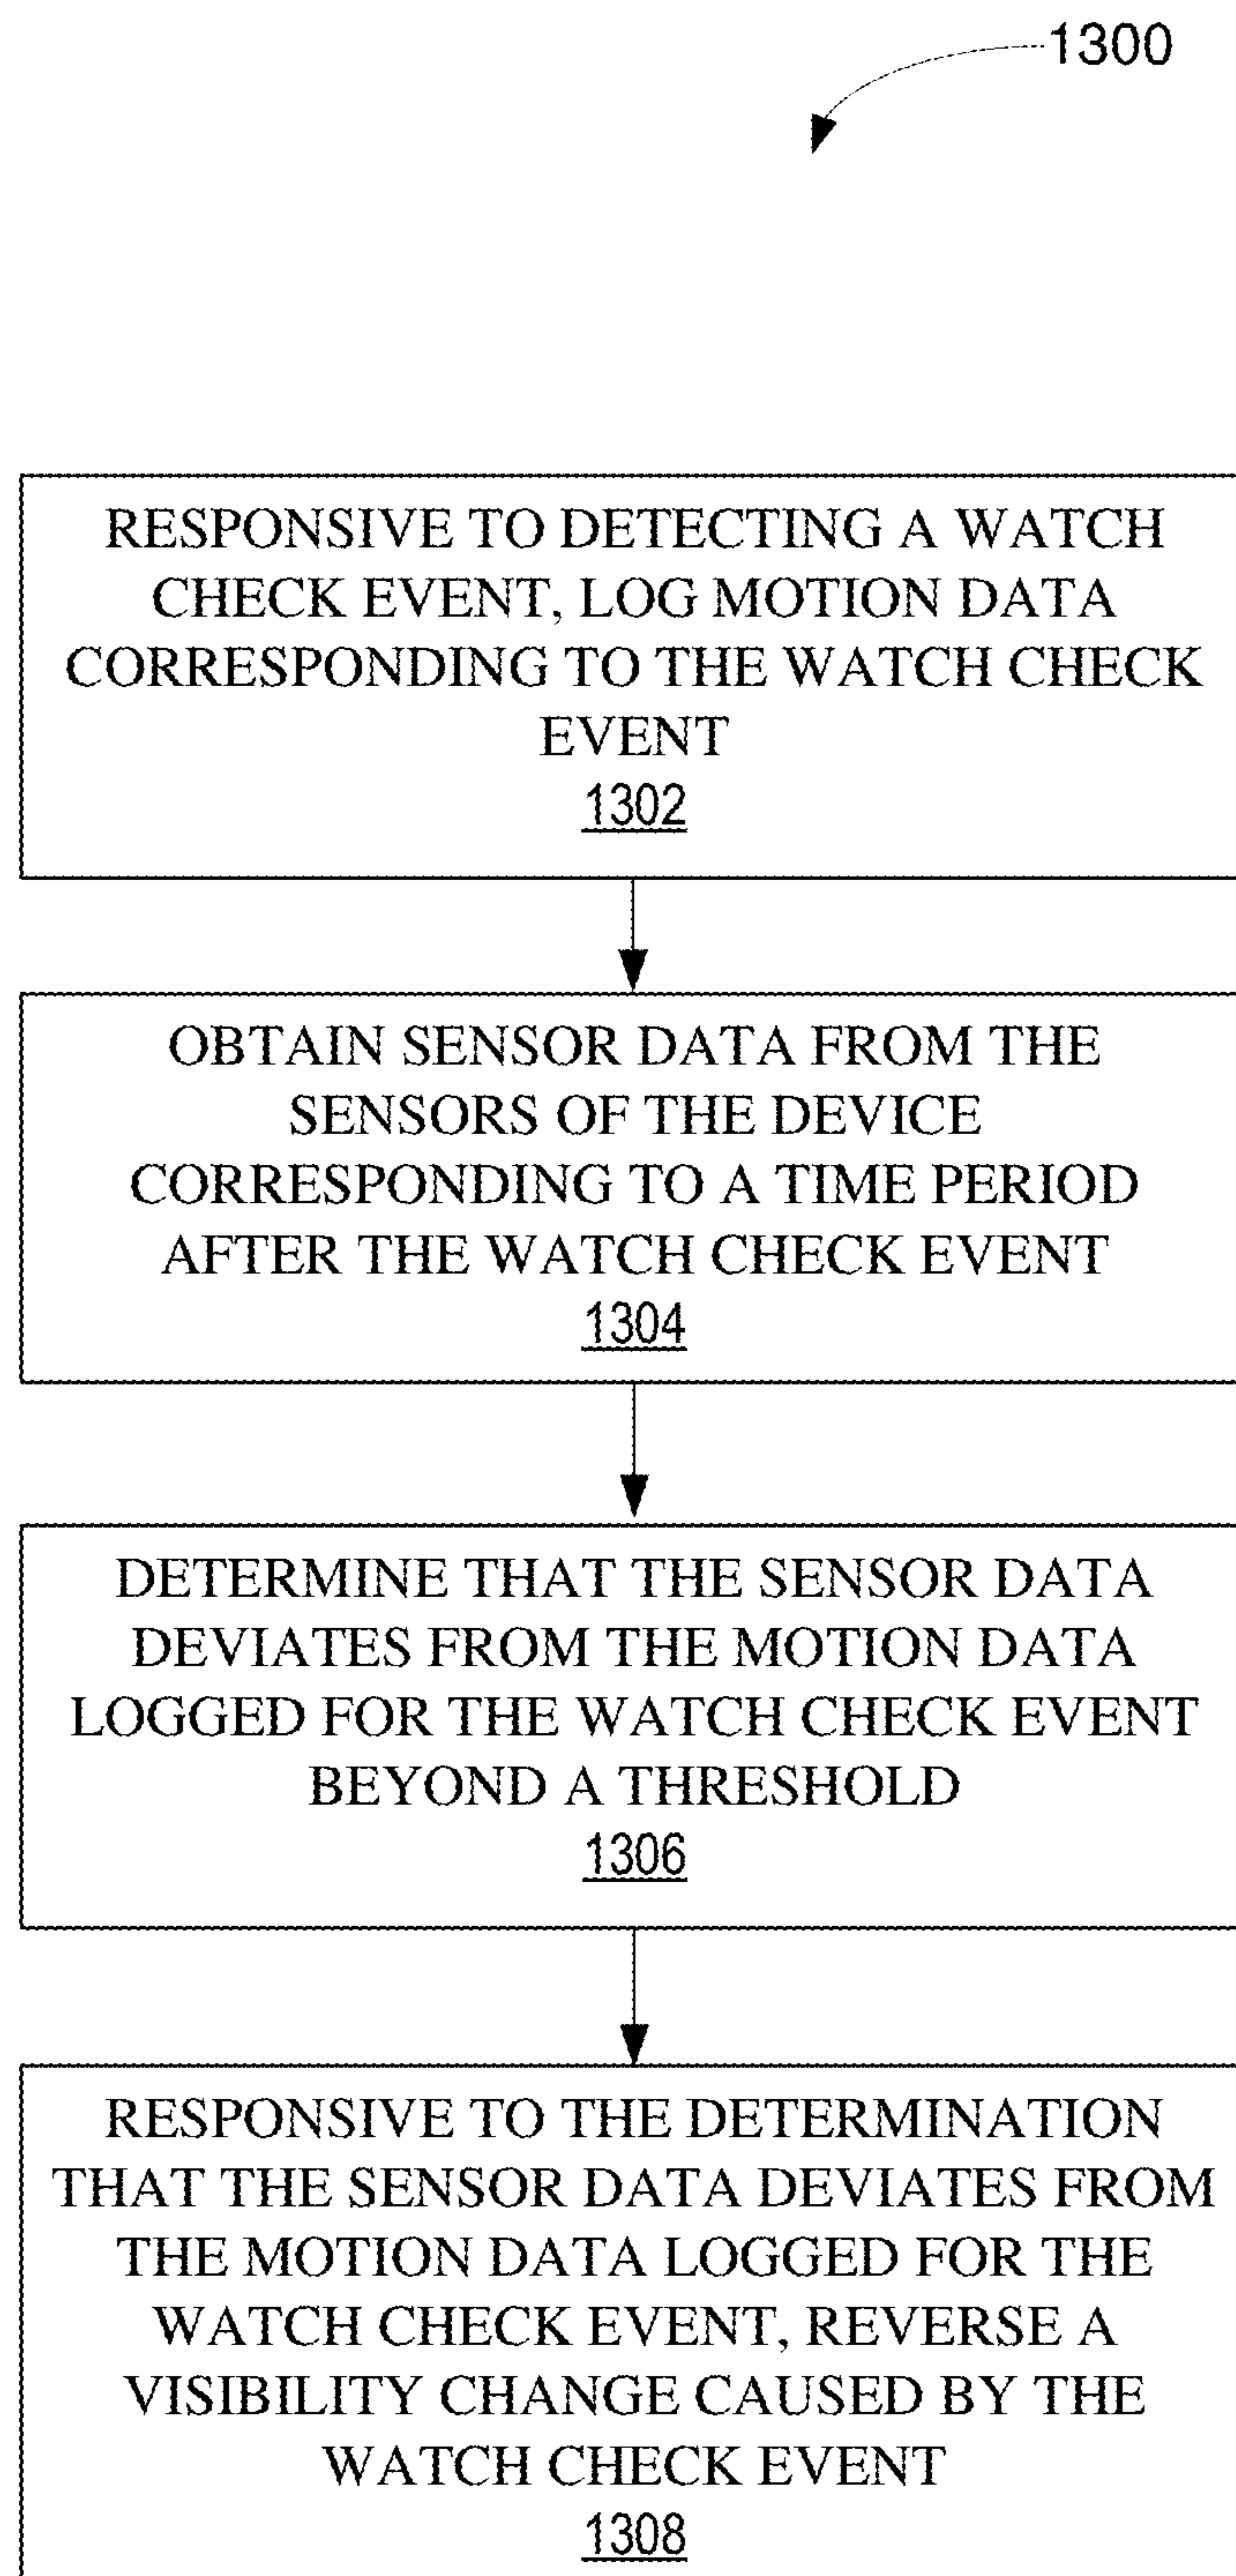 1300
RESPONSIVE TO DETECTING A WATCH
CHECK EVENT, LOG MOTION DATA
CORRESPONDING TO THE WATCH CHECK
EVENT
1302
OBTAIN SENSOR DATA FROM THE
SENSORS OF THE DEVICE
CORRESPONDING TO A TIME PERIOD
AFTER THE WATCH CHECK EVENT
1304
DETERMINE THAT THE SENSOR DATA
DEVIATES FROM THE MOTION DATA
LOGGED FOR THE WATCH CHECK EVENT
BEYOND A THRESHOLD
1306
RESPONSIVE TO THE DETERMINATION
THAT THE SENSOR DATA DEVIATES FROM
THE MOTION DATA LOGGED FOR THE
WATCH CHECK EVENT, REVERSE A
VISIBILITY CHANGE CAUSED BY THE
WATCH CHECK EVENT
1308